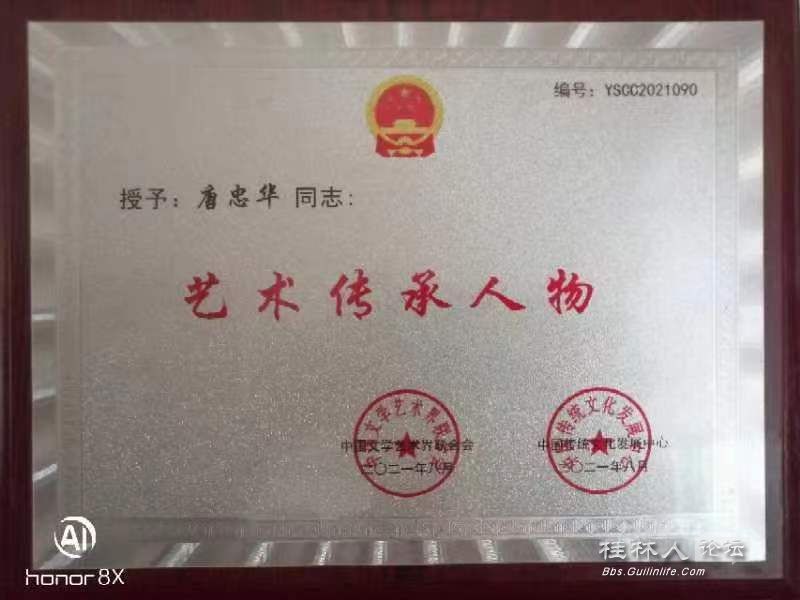 编号：YSCC2021090
授予：唐忠华 同志：
艺术传承人物
中国文学艺术界联合会
二〇二一年八月
中国传统文化发展中心
二〇二一年八月
AI
honor 8X
桂林人论坛
Bbs.Guilinlife.Com